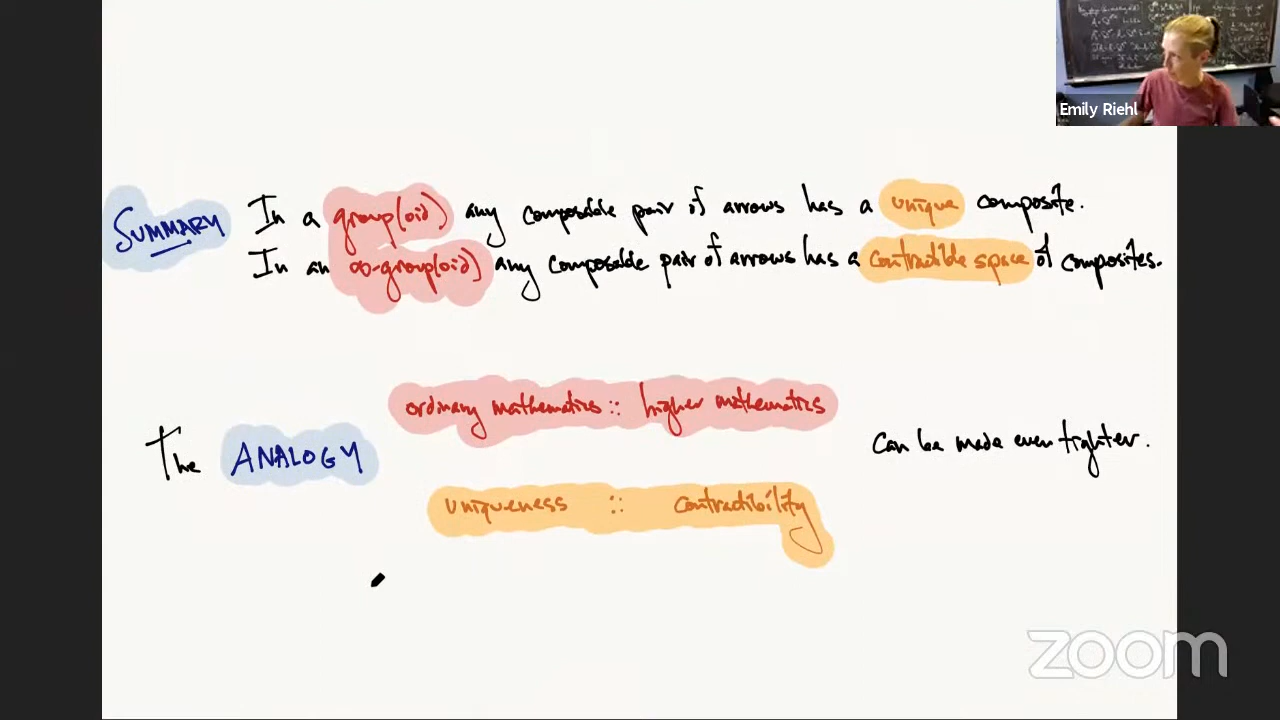 Emily Riehl
SUMMARY In a group(oid) any composable pair of arrows has a unique composite.
In an ∞-group(oid) any composable pair of arrows has a contractible space of composites.
ordinary mathematics :: higher mathematics
The ANALOGY can be made even tighter.
uniqueness :: contractibility
zoom